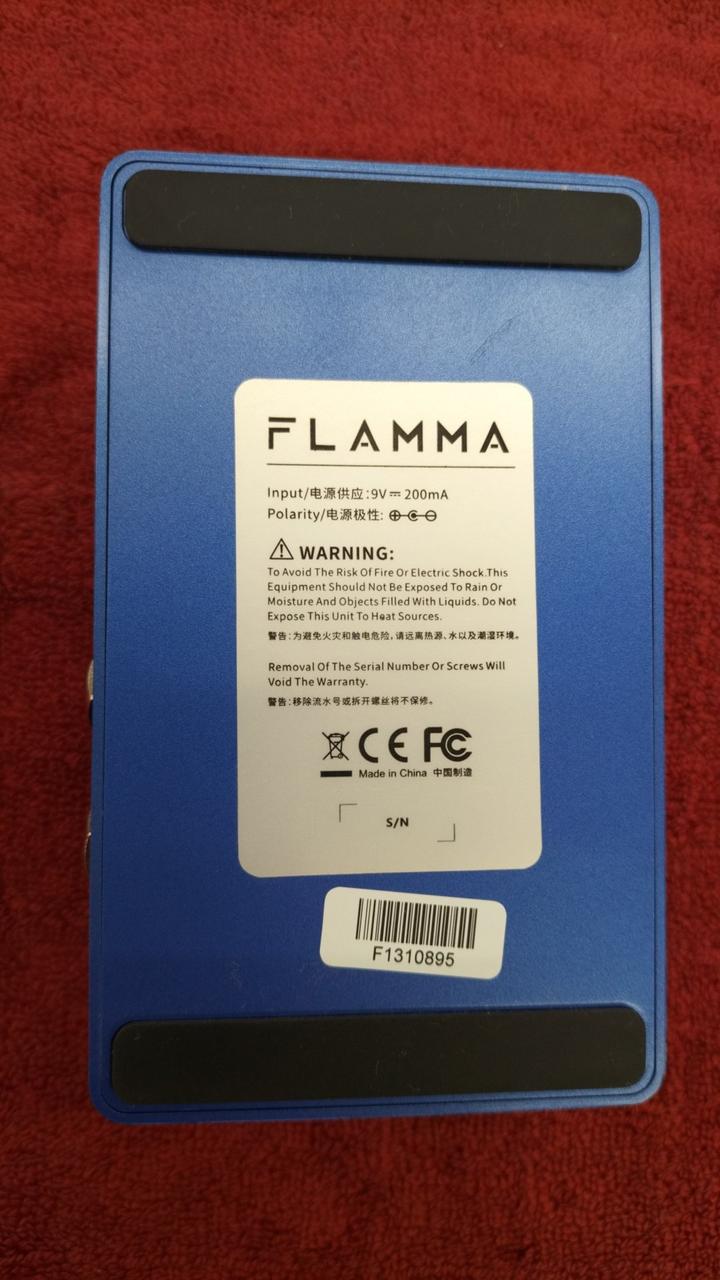 FLAMMA
Input/电源供应:9V⎓200mA
Polarity/电源极性:
WARNING:
To Avoid The Risk Of Fire Or Electric Shock.This
Equipment Should Not Be Exposed To Rain Or
Moisture And Objects Filled With Liquids. Do Not
Expose This Unit To Heat Sources.
警告:为避免火灾和触电危险,请远离热源、水以及潮湿环境。
Removal Of The Serial Number Or Screws Will
Void The Warranty.
警告:移除流水号或拆开螺丝将不保修。
CE FC
Made in China 中国制造
S/N
F1310895